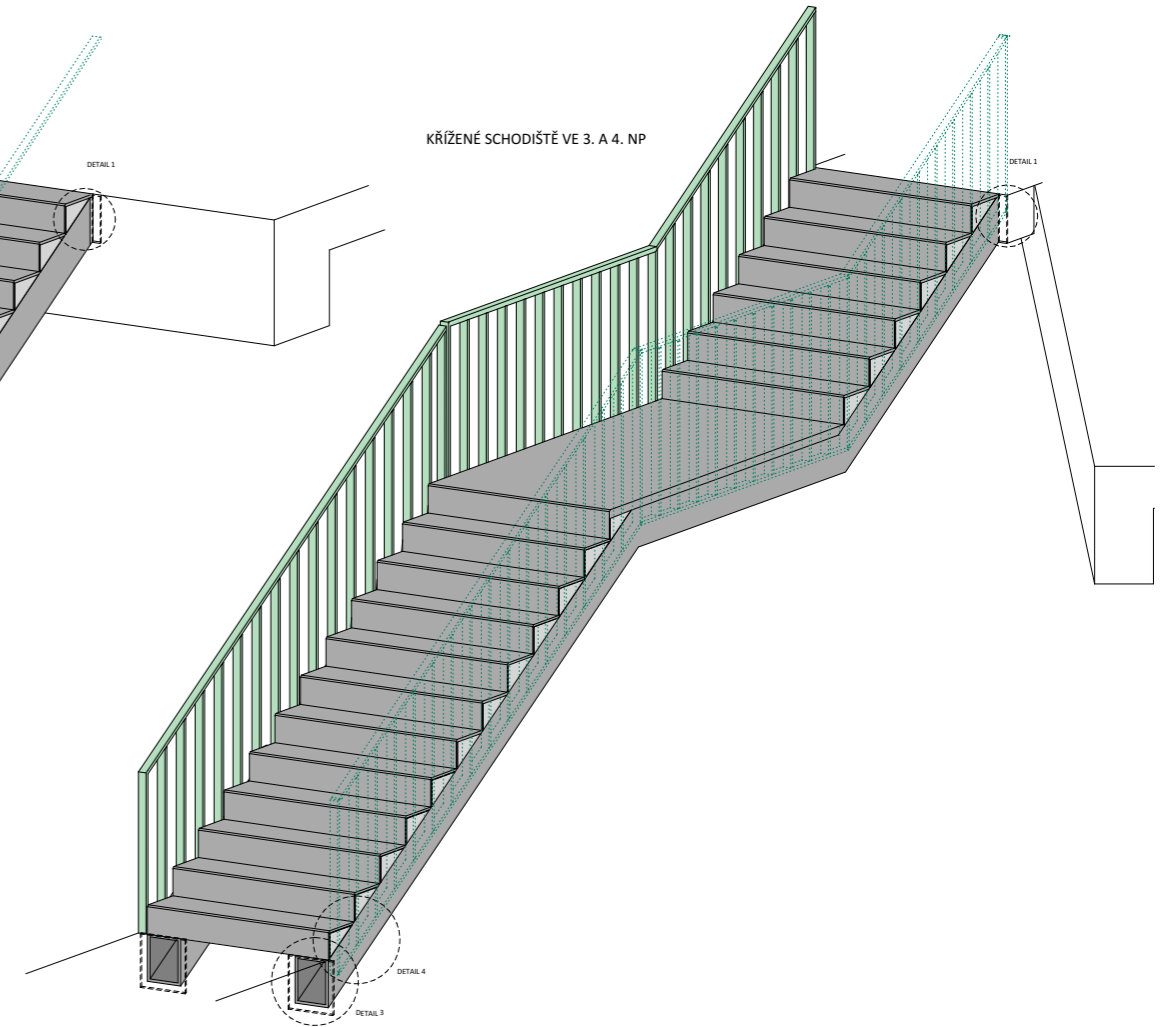 KŘÍŽENÉ SCHODIŠTĚ VE 3. A 4. NP
DETAIL 1
DETAIL 1
DETAIL 4
DETAIL 3